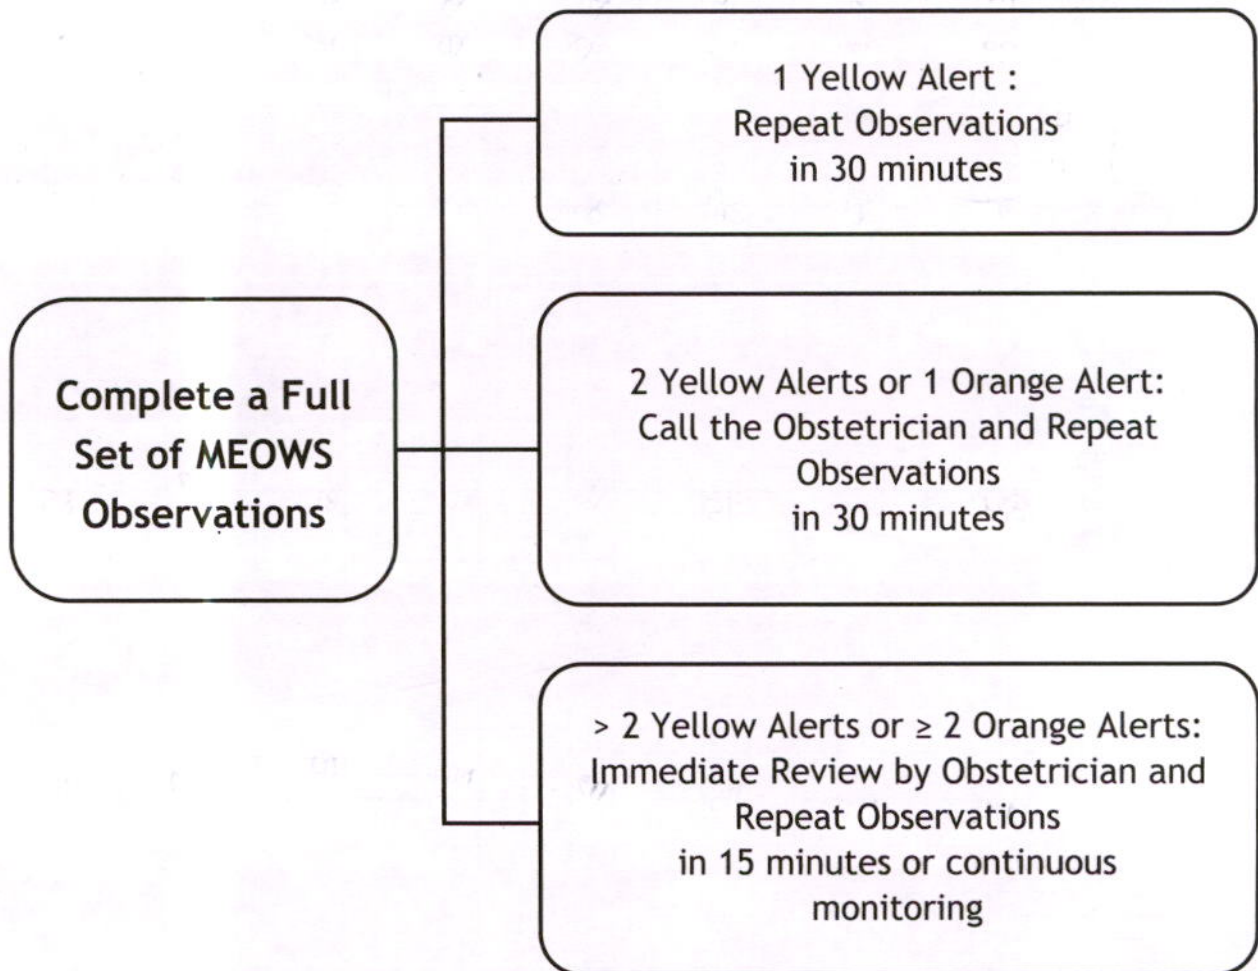 Complete a Full
Set of MEOWS
Observations
1 Yellow Alert :
Repeat Observations
in 30 minutes
2 Yellow Alerts or 1 Orange Alert:
Call the Obstetrician and Repeat
Observations
in 30 minutes
> 2 Yellow Alerts or ≥ 2 Orange Alerts:
Immediate Review by Obstetrician and
Repeat Observations
in 15 minutes or continuous
monitoring